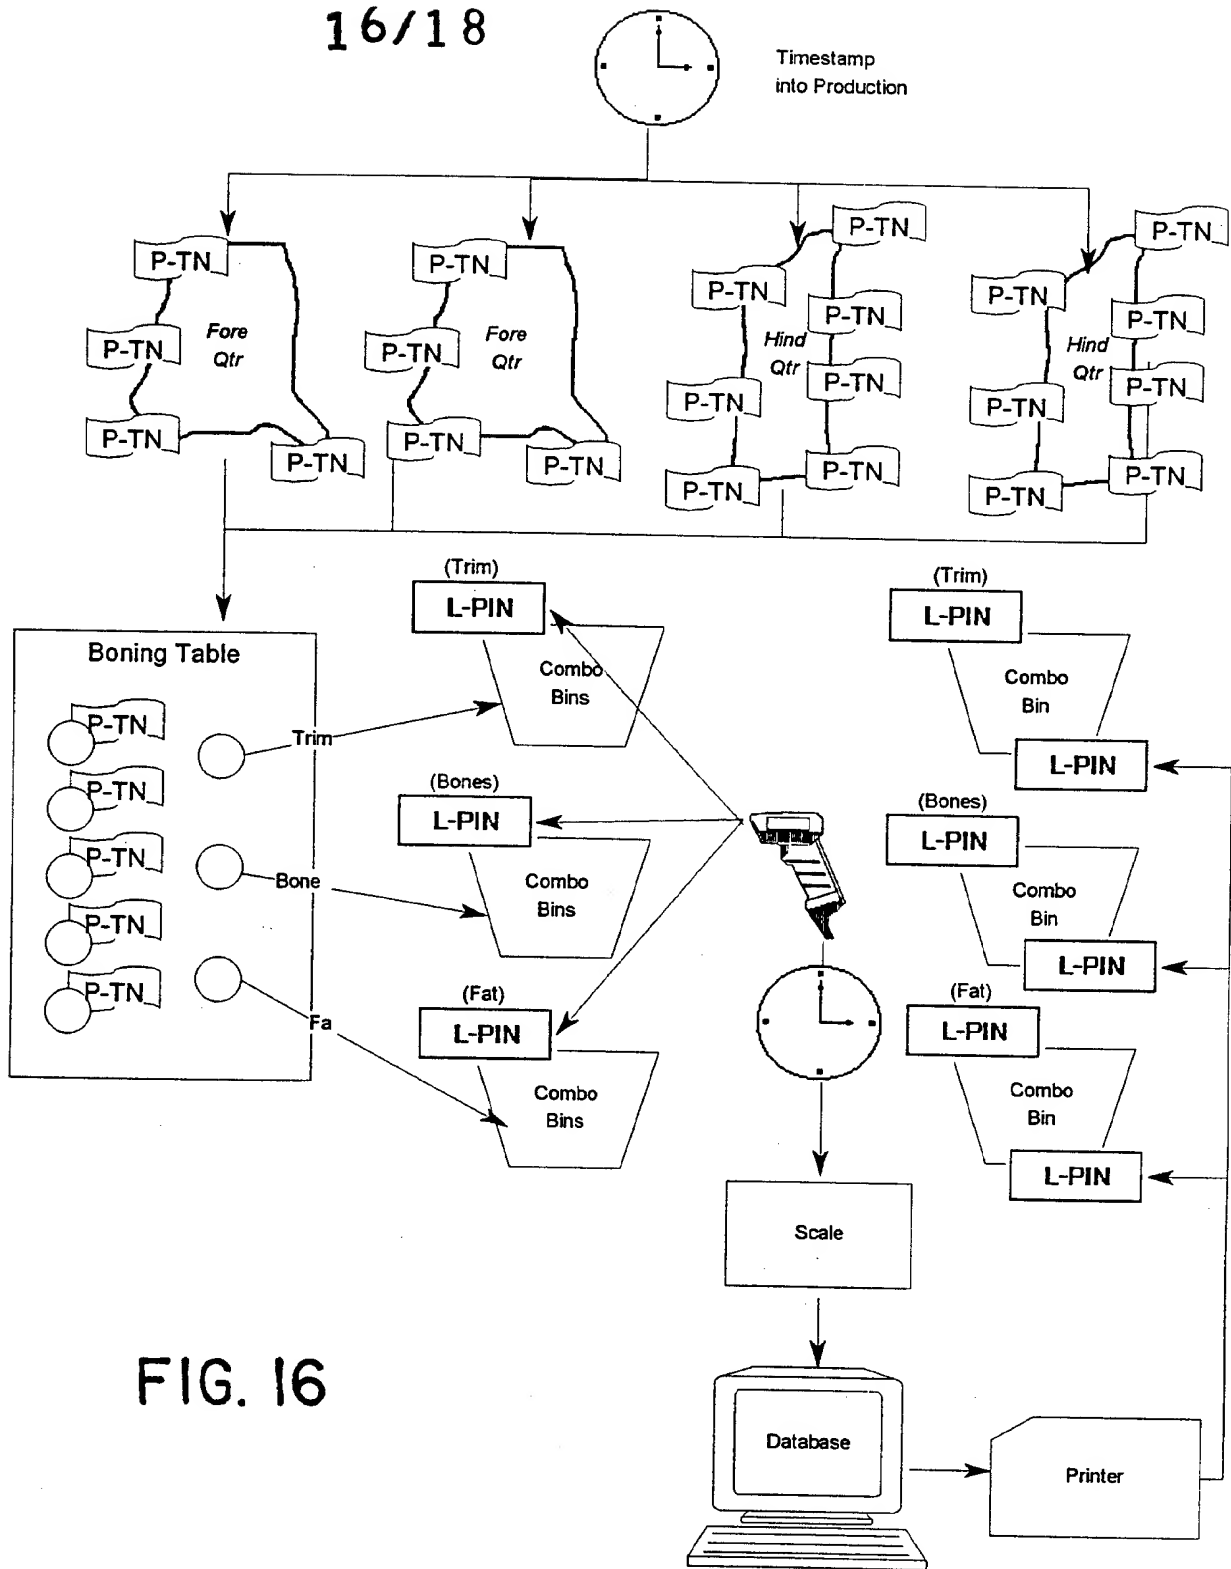 16/18
Timestamp
into Production
P-TN
P-TN
P-TN
P-TN
Fore
Qtr
P-TN
P-TN
P-TN
P-TN
Fore
Qtr
P-TN
P-TN
P-TN
P-TN
P-TN
P-TN
P-TN
Hind
Qtr
P-TN
P-TN
P-TN
P-TN
P-TN
P-TN
P-TN
Hind
Qtr
Boning Table
P-TN
P-TN
P-TN
P-TN
P-TN
Trim
Bone
Fa
(Trim)
L-PIN
Combo
Bins
(Bones)
L-PIN
Combo
Bins
(Fat)
L-PIN
Combo
Bins
(Trim)
L-PIN
Combo
Bin
L-PIN
(Bones)
L-PIN
Combo
Bin
L-PIN
(Fat)
L-PIN
Combo
Bin
L-PIN
Scale
Database
Printer
FIG. 16